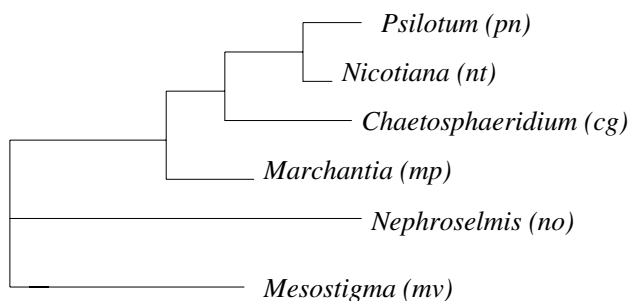 Psilotum (pn)
Nicotiana (nt)
Chaetosphaeridium (cg)
Marchantia (mp)
Nephroselmis (no)
Mesostigma (mv)